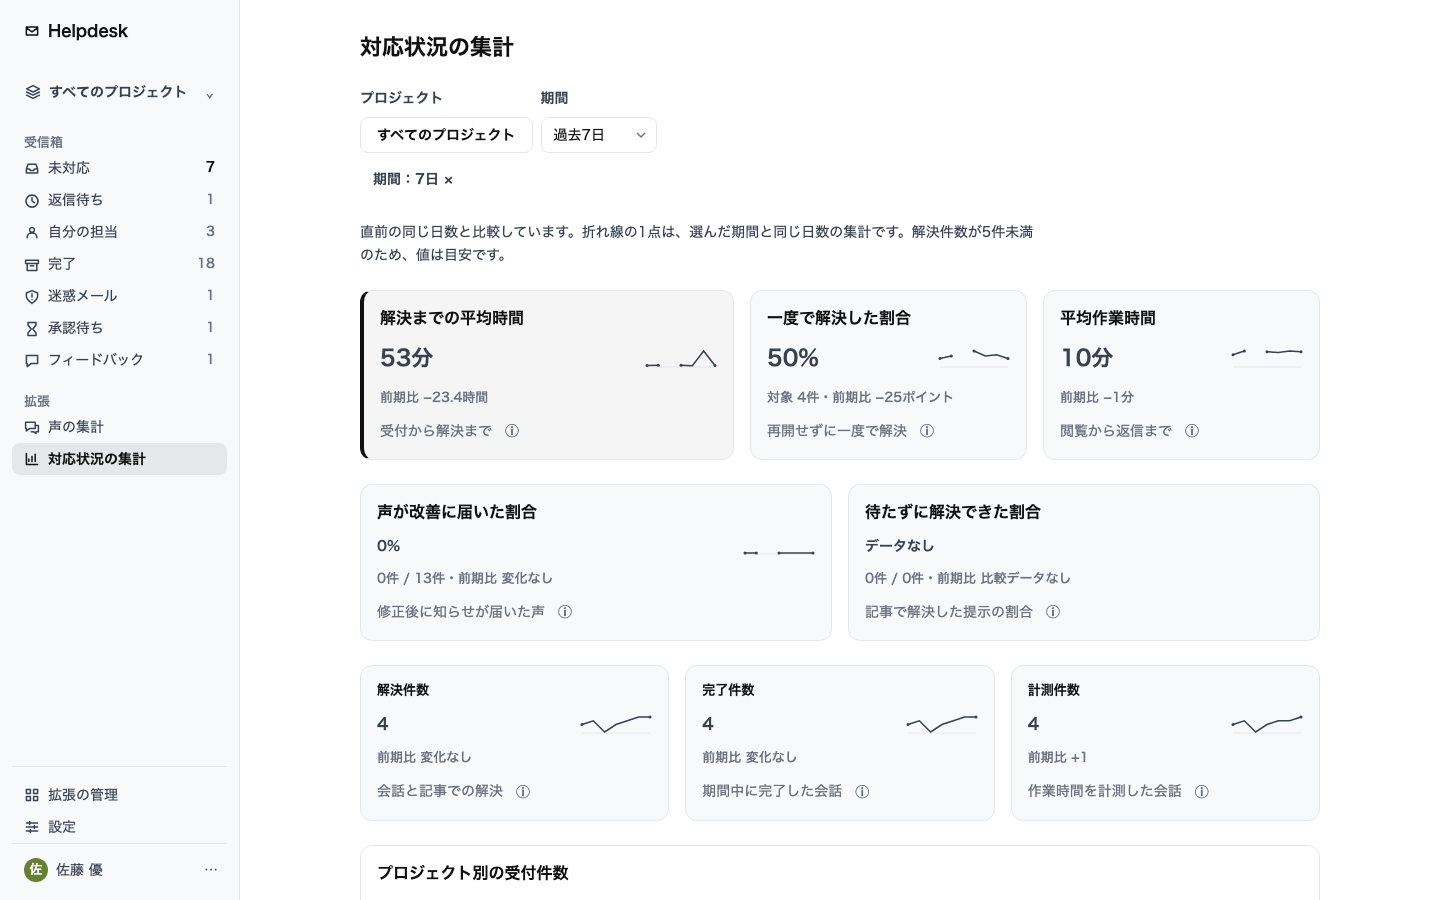 Helpdesk
すべてのプロジェクト
受信箱
未対応 7
返信待ち 1
自分の担当 3
完了 18
迷惑メール 1
承認待ち 1
フィードバック 1
拡張
声の集計
対応状況の集計
拡張の管理
設定
佐 佐藤 優 …
対応状況の集計
プロジェクト 期間
すべてのプロジェクト 過去7日
期間：7日 ×
直前の同じ日数と比較しています。折れ線の1点は、選んだ期間と同じ日数の集計です。解決件数が5件未満
のため、値は目安です。
解決までの平均時間
53分
前期比 −23.4時間
受付から解決まで ⓘ
一度で解決した割合
50%
対象 4件・前期比 −25ポイント
再開せずに一度で解決 ⓘ
平均作業時間
10分
前期比 −1分
閲覧から返信まで ⓘ
声が改善に届いた割合
0%
0件 / 13件・前期比 変化なし
修正後に知らせが届いた声 ⓘ
待たずに解決できた割合
データなし
0件 / 0件・前期比 比較データなし
記事で解決した提示の割合 ⓘ
解決件数
4
前期比 変化なし
会話と記事での解決 ⓘ
完了件数
4
前期比 変化なし
期間中に完了した会話 ⓘ
計測件数
4
前期比 +1
作業時間を計測した会話 ⓘ
プロジェクト別の受付件数